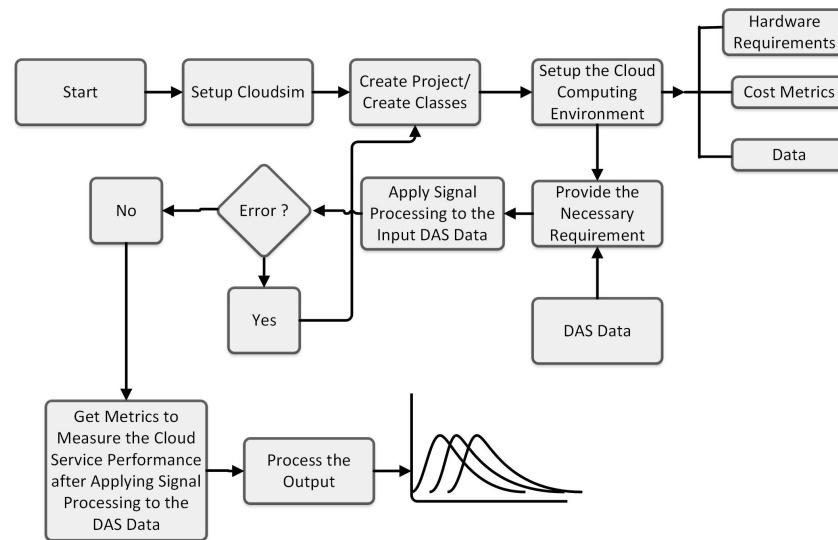 Start
Setup Cloudsim
Create Project/
Create Classes
Setup the Cloud
Computing
Environment
Hardware
Requirements
Cost Metrics
Data
No
Error ?
Apply Signal
Processing to the
Input DAS Data
Provide the
Necessary
Requirement
Yes
DAS Data
Get Metrics to
Measure the Cloud
Service Performance
after Applying Signal
Processing to the
DAS Data
Process the
Output